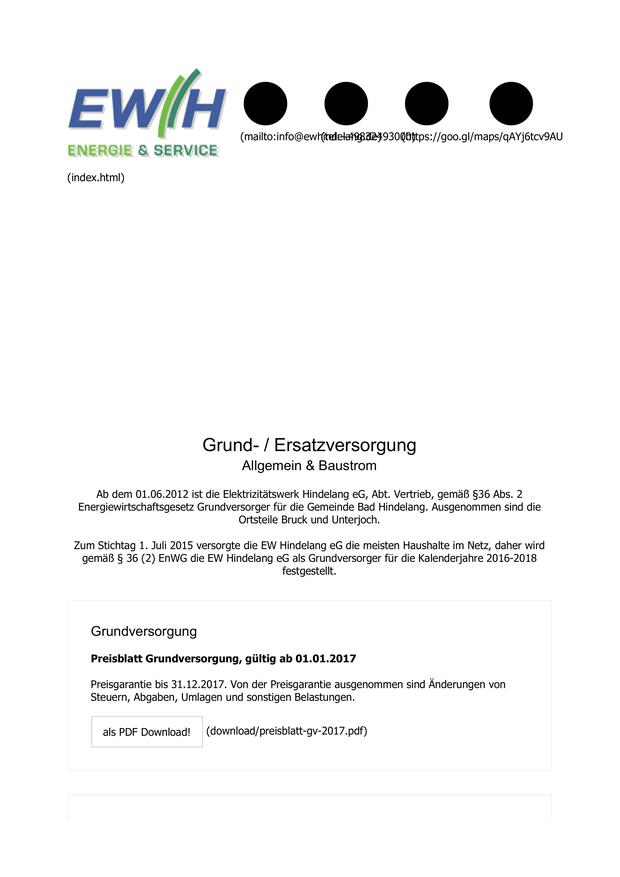 EWH
ENERGIE & SERVICE
(index.html)
(mailto:info@ewhindelang.de)
(https://goo.gl/maps/qAYj6tcv9AU
Grund- / Ersatzversorgung
Allgemein & Baustrom
Ab dem 01.06.2012 ist die Elektrizitätswerk Hindelang eG, Abt. Vertrieb, gemäß §36 Abs. 2
Energiewirtschaftsgesetz Grundversorger für die Gemeinde Bad Hindelang. Ausgenommen sind die
Ortsteile Bruck und Unterjoch.
Zum Stichtag 1. Juli 2015 versorgte die EW Hindelang eG die meisten Haushalte im Netz, daher wird
gemäß § 36 (2) EnWG die EW Hindelang eG als Grundversorger für die Kalenderjahre 2016-2018
festgestellt.
Grundversorgung
Preisblatt Grundversorgung, gültig ab 01.01.2017
Preisgarantie bis 31.12.2017. Von der Preisgarantie ausgenommen sind Änderungen von
Steuern, Abgaben, Umlagen und sonstigen Belastungen.
als PDF Download! (download/preisblatt-gv-2017.pdf)